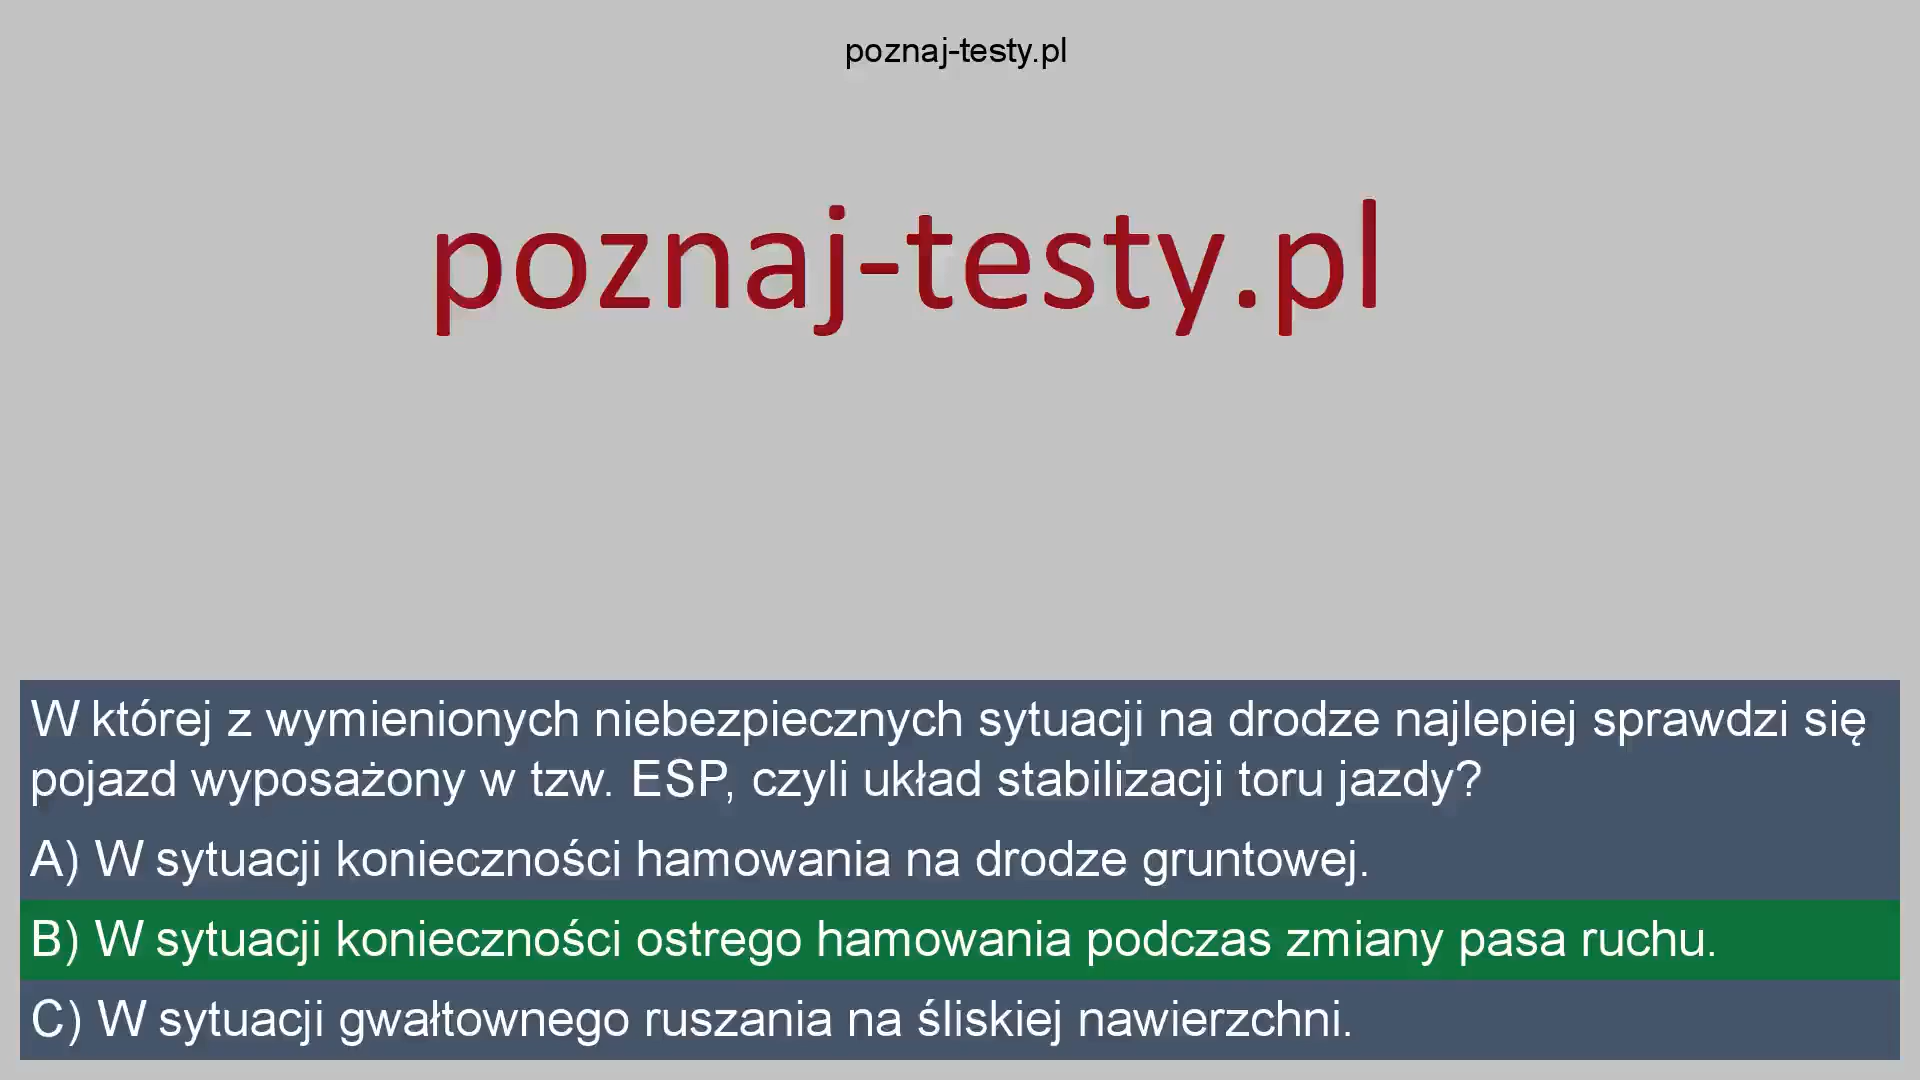 poznaj-testy.pl
poznaj-testy.pl
W której z wymienionych niebezpiecznych sytuacji na drodze najlepiej sprawdzi się
pojazd wyposażony w tzw. ESP, czyli układ stabilizacji toru jazdy?
A) W sytuacji konieczności hamowania na drodze gruntowej.
B) W sytuacji konieczności ostrego hamowania podczas zmiany pasa ruchu.
C) W sytuacji gwałtownego ruszania na śliskiej nawierzchni.